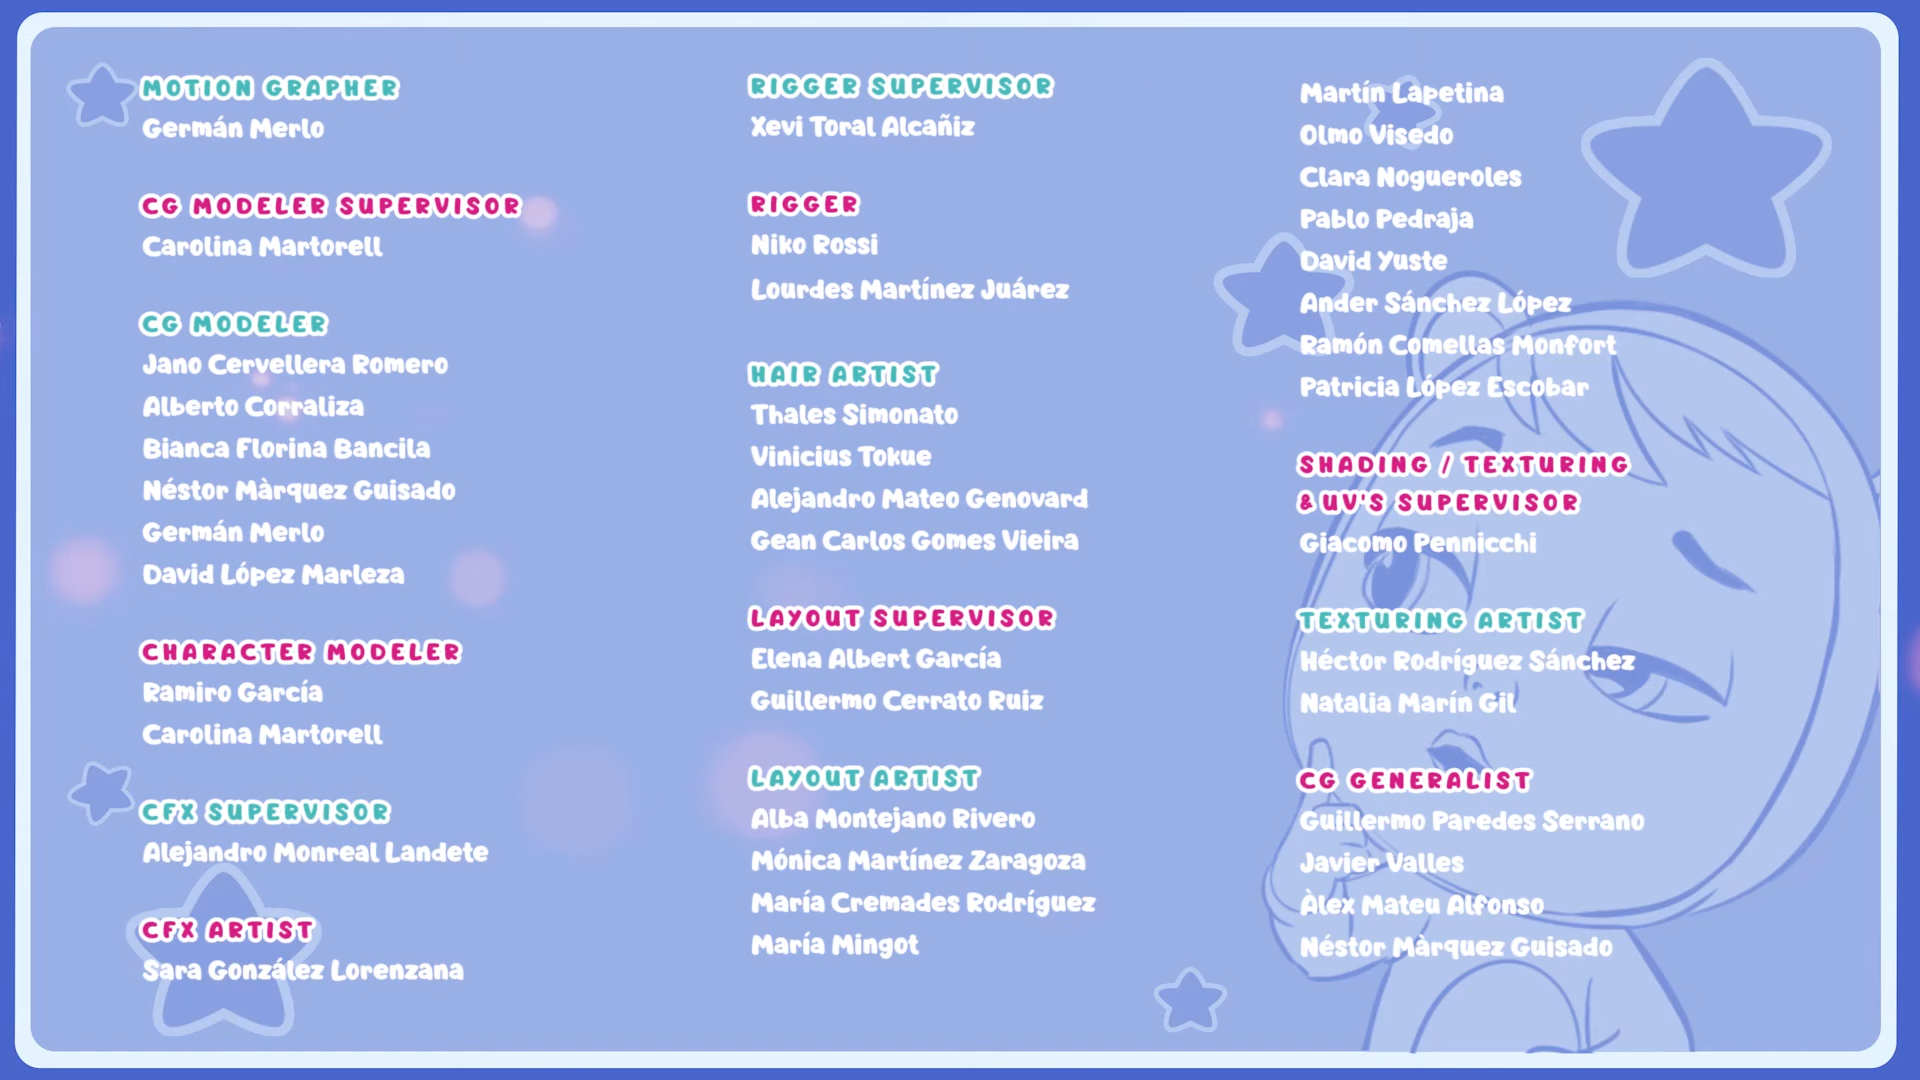 MOTION GRAPHER
Germán Merlo
CG MODELER SUPERVISOR
Carolina Martorell
CG MODELER
Jano Cervellera Romero
Alberto Corraliza
Bianca Florina Bancila
Néstor Màrquez Guisado
Germán Merlo
David López Marleza
CHARACTER MODELER
Ramiro García
Carolina Martorell
CFX SUPERVISOR
Alejandro Monreal Landete
CFX ARTIST
Sara González Lorenzana
RIGGER SUPERVISOR
Xevi Toral Alcañiz
RIGGER
Niko Rossi
Lourdes Martínez Juárez
HAIR ARTIST
Thales Simonato
Vinicius Tokue
Alejandro Mateo Genovard
Gean Carlos Gomes Vieira
LAYOUT SUPERVISOR
Elena Albert García
Guillermo Cerrato Ruiz
LAYOUT ARTIST
Alba Montejano Rivero
Mónica Martínez Zaragoza
María Cremades Rodríguez
María Mingot
Martín Lapetina
Olmo Visedo
Clara Nogueroles
Pablo Pedraja
David Yuste
Ander Sánchez López
Ramón Comellas Monfort
Patricia López Escobar
SHADING / TEXTURING
& UV'S SUPERVISOR
Giacomo Pennicchi
TEXTURING ARTIST
Héctor Rodríguez Sánchez
Natalia Marín Gil
CG GENERALIST
Guillermo Paredes Serrano
Javier Valles
Àlex Mateu Alfonso
Néstor Màrquez Guisado